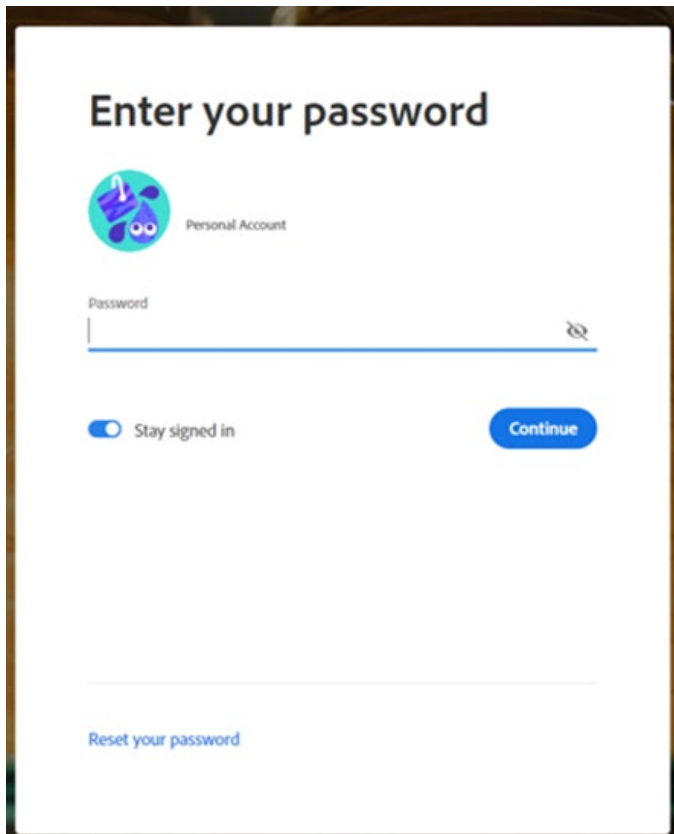 Enter your password
Personal Account
Password
Stay signed in
Continue
Reset your password